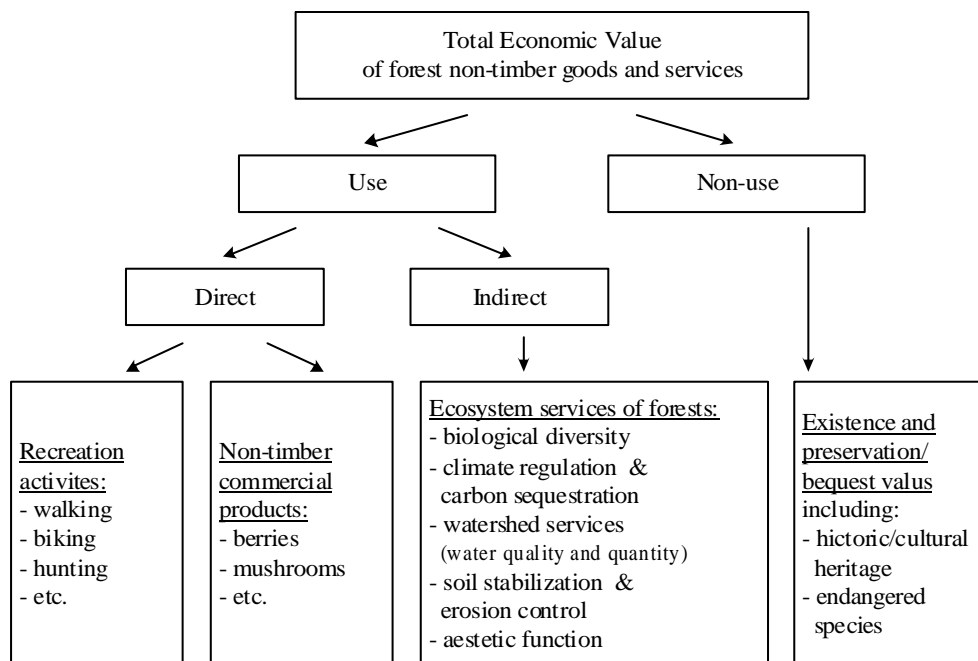 Total Economic Value
of forest non-timber goods and services
Use
Non-use
Direct
Indirect
Recreation
activites:
- walking
- biking
- hunting
- etc.
Non-timber
commercial
products:
- berries
- mushrooms
- etc.
Ecosystem services of forests:
- biological diversity
- climate regulation &
carbon sequestration
- watershed services
(water quality and quantity)
- soil stabilization &
erosion control
- aestetic function
Existence and
preservation/
bequest valus
including:
- hictoric/cultural
heritage
- endangered
species